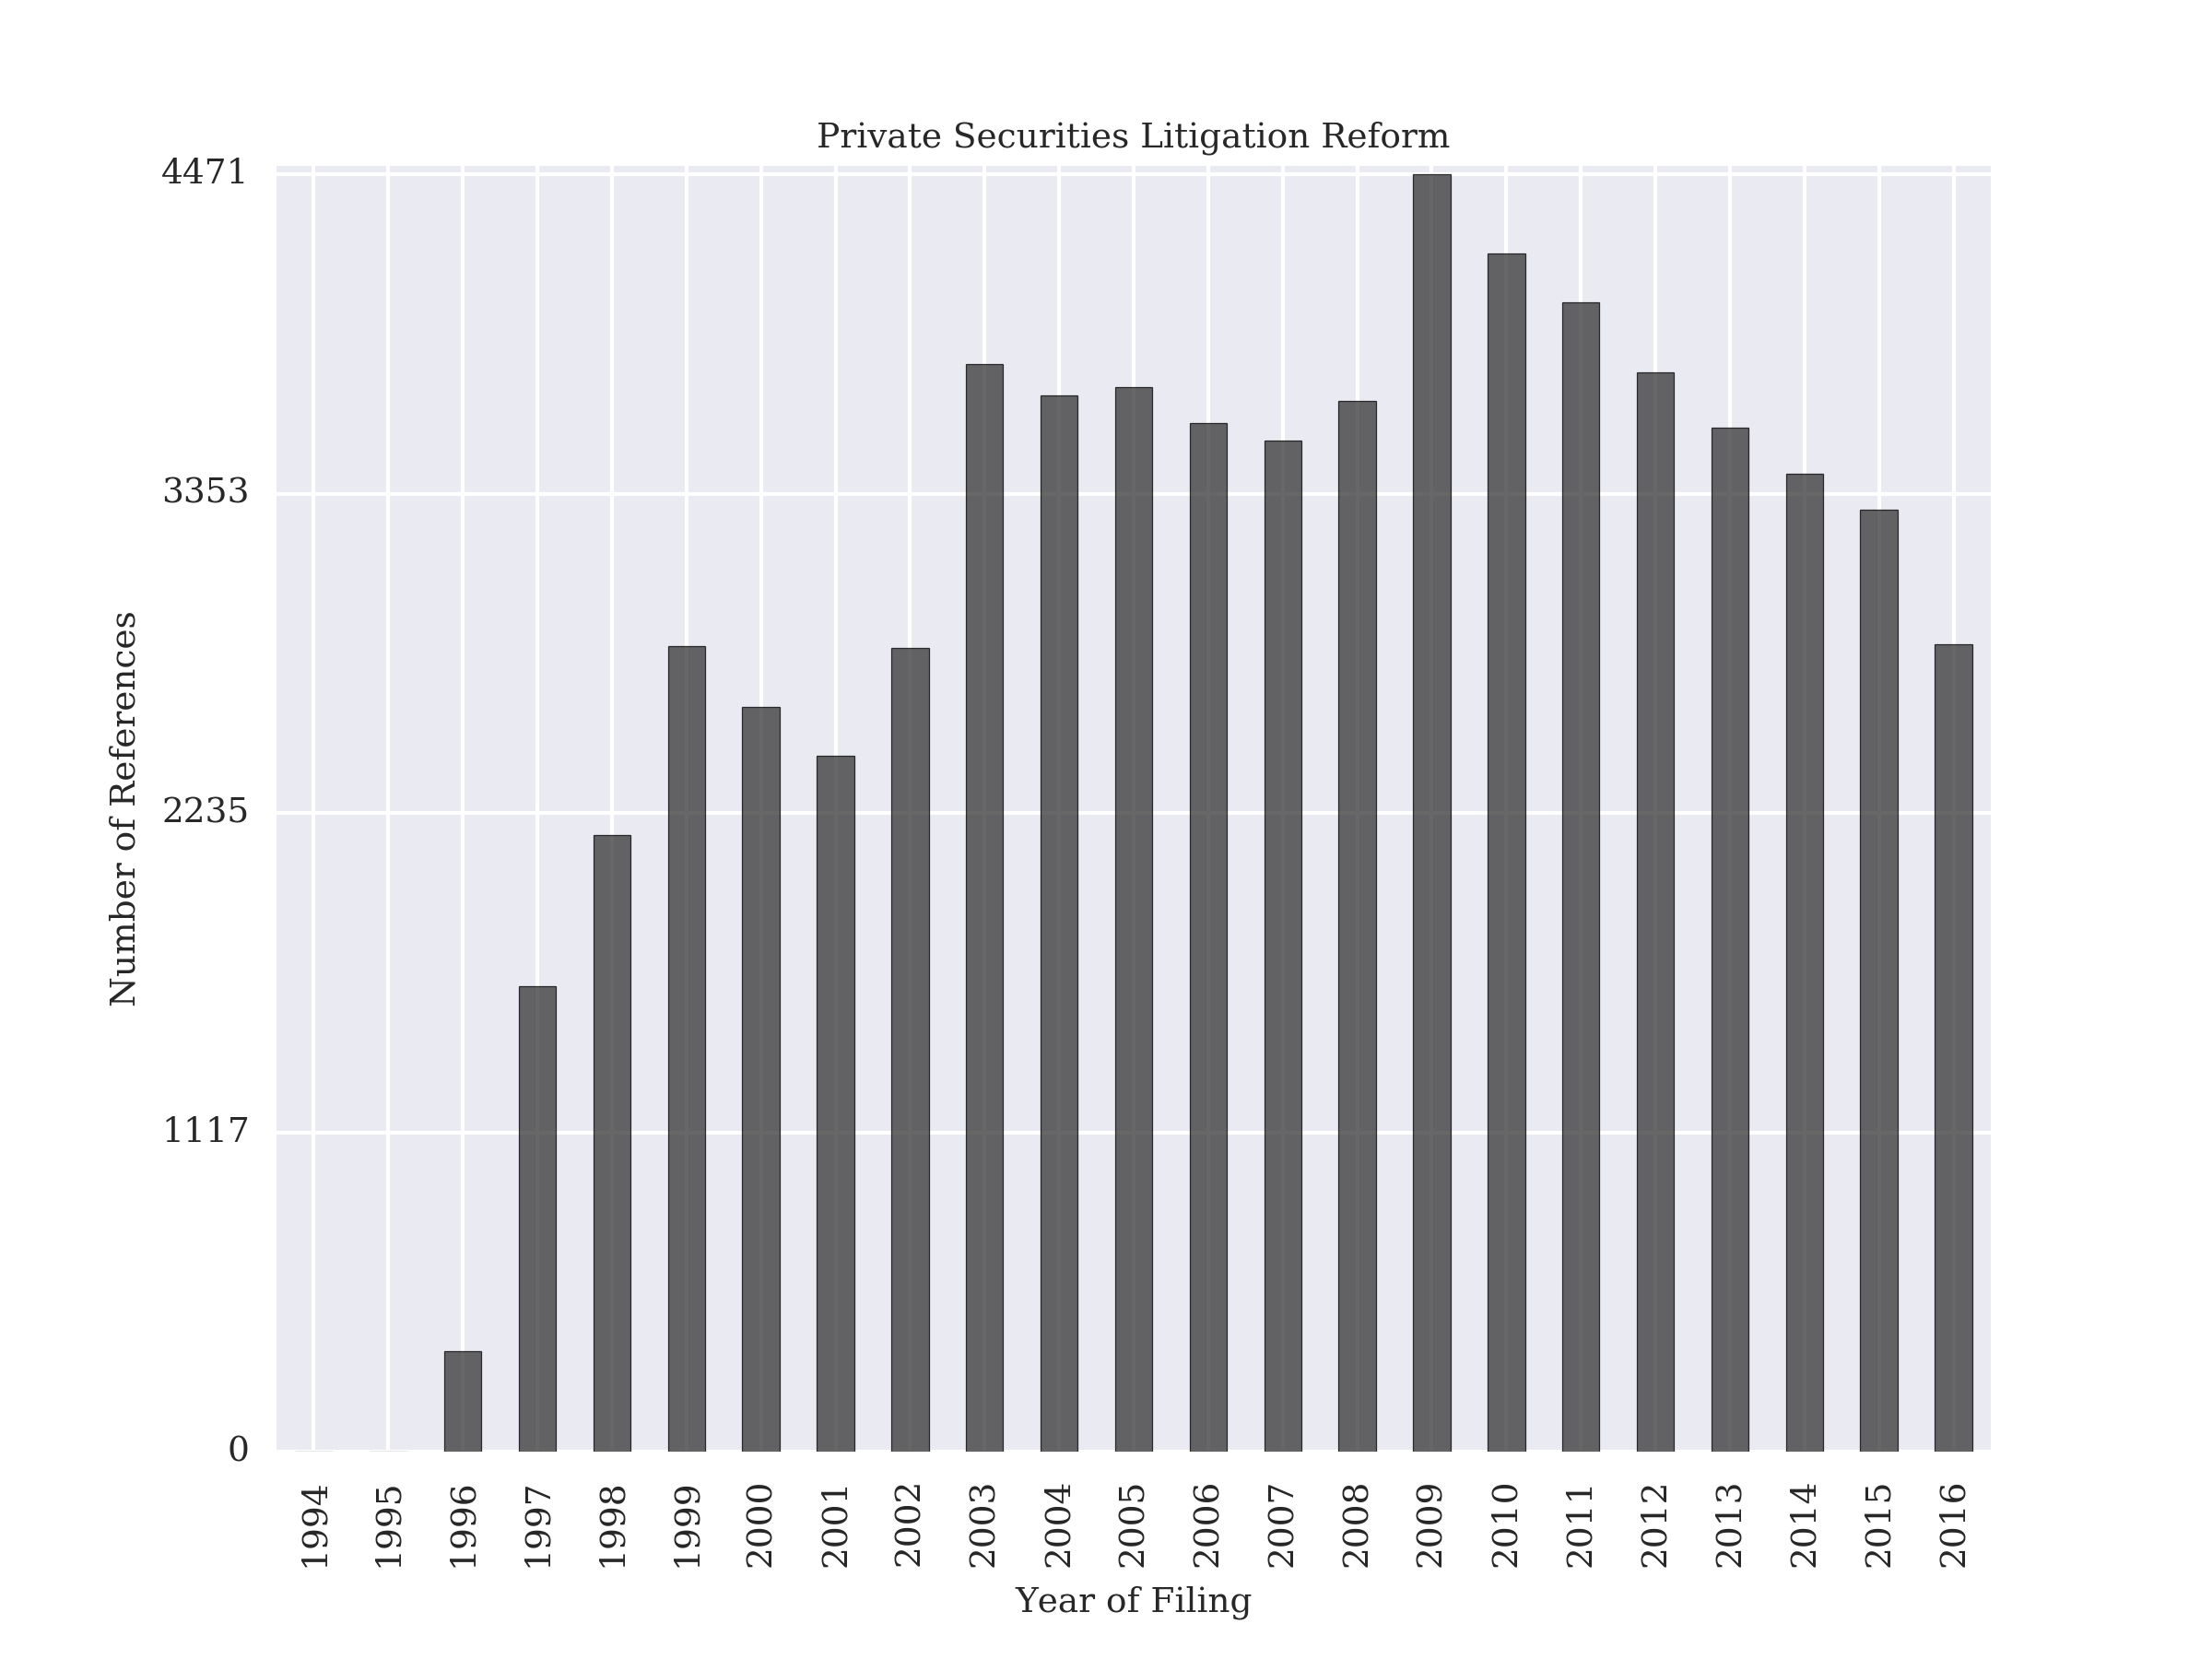 Private Securities Litigation Reform
4471
3353
2235
1117
0
Number of References
1994 1995 1996 1997 1998 1999 2000 2001 2002 2003 2004 2005 2006 2007 2008 2009 2010 2011 2012 2013 2014 2015 2016
Year of Filing